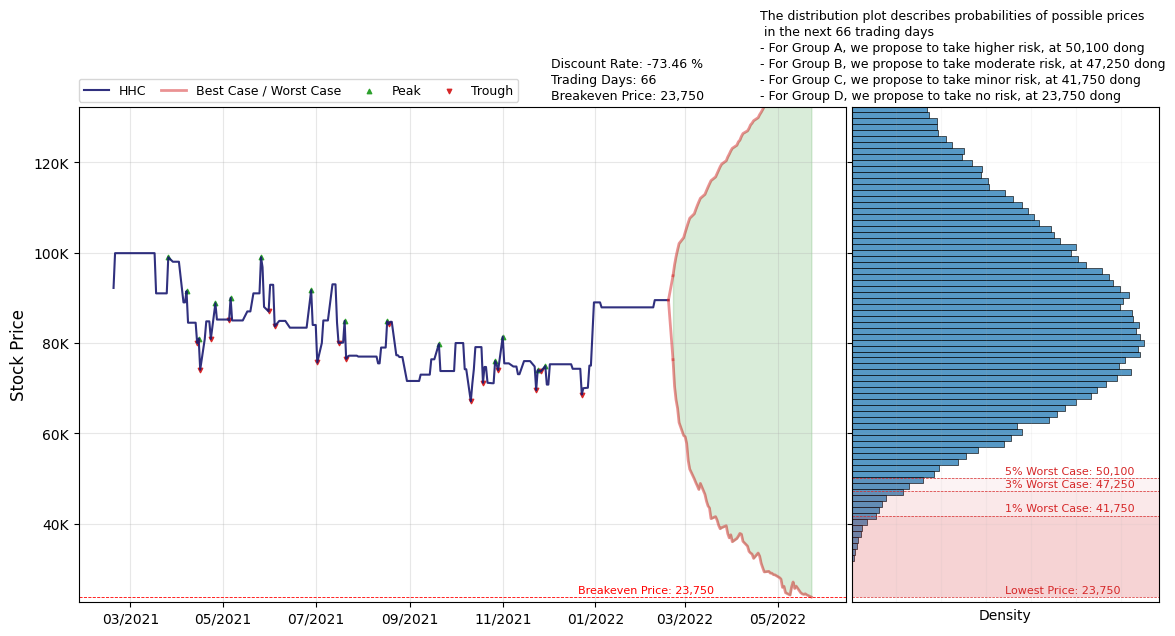 The distribution plot describes probabilities of possible prices
in the next 66 trading days
- For Group A, we propose to take higher risk, at 50,100 dong
- For Group B, we propose to take moderate risk, at 47,250 dong
- For Group C, we propose to take minor risk, at 41,750 dong
- For Group D, we propose to take no risk, at 23,750 dong
Discount Rate: -73.46 %
Trading Days: 66
Breakeven Price: 23,750
HHC
Best Case / Worst Case
Peak
Trough
Stock Price
120K
100K
80K
60K
40K
03/2021
05/2021
07/2021
09/2021
11/2021
01/2022
03/2022
05/2022
Breakeven Price: 23,750
5% Worst Case: 50,100
3% Worst Case: 47,250
1% Worst Case: 41,750
Lowest Price: 23,750
Density